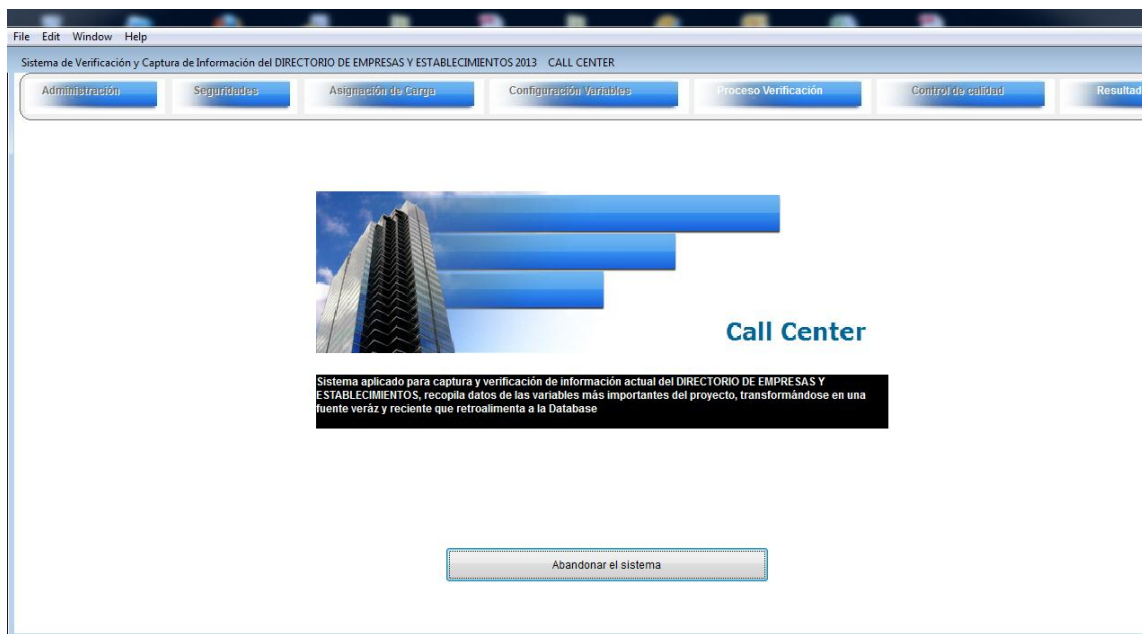 File Edit Window Help
Sistema de Verificación y Captura de Información del DIRECTORIO DE EMPRESAS Y ESTABLECIMIENTOS 2013 CALL CENTER
Administración Seguridades Asignación de Carga Configuración Variables Proceso Verificación Control de calidad Resultad
Call Center
Sistema aplicado para captura y verificación de información actual del DIRECTORIO DE EMPRESAS Y
ESTABLECIMIENTOS, recopila datos de las variables más importantes del proyecto, transformándose en una
fuente veráz y reciente que retroalimenta a la Database
Abandonar el sistema